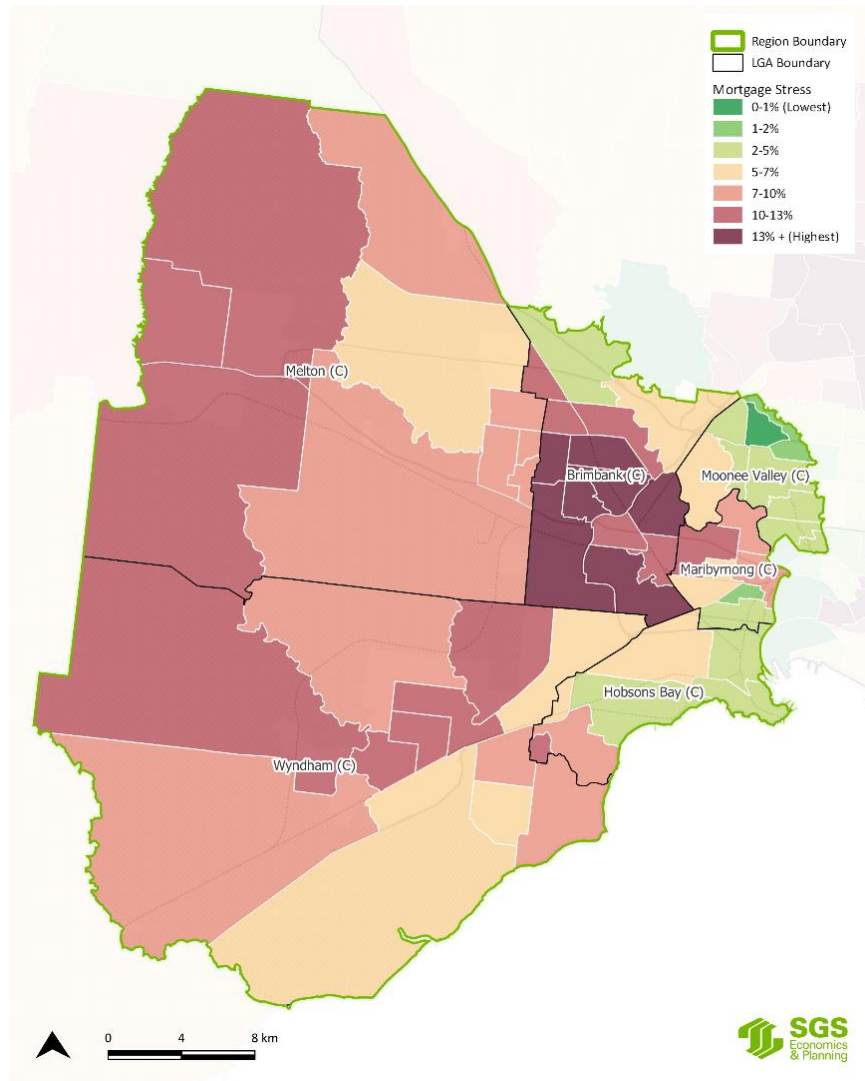 Region Boundary
LGA Boundary
Mortgage Stress
0-1% (Lowest)
1-2%
2-5%
5-7%
7-10%
10-13%
13% + (Highest)
Melton (C)
Brimbank (C)
Moonee Valley (C)
Maribyrnong (C)
Hobsons Bay (C)
Wyndham (C)
0 4 8 km
SGS
Economics
& Planning